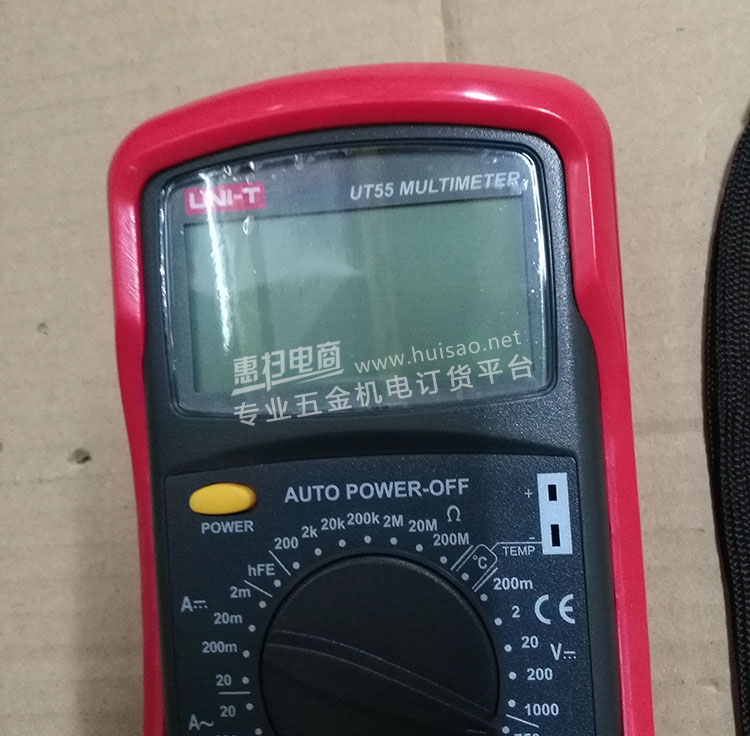 UNI-T
UT55 MULTIMETER
惠扫电商 www.huisao.net
专业五金机电订货平台
AUTO POWER-OFF
POWER
+
-
TEMP
hFE
200
2k
20k
200k
2M
20M
Ω
200M
°C
200m
2
CE
20
V⎓
200
1000
2m
A⎓
20m
200m
20
20
A~